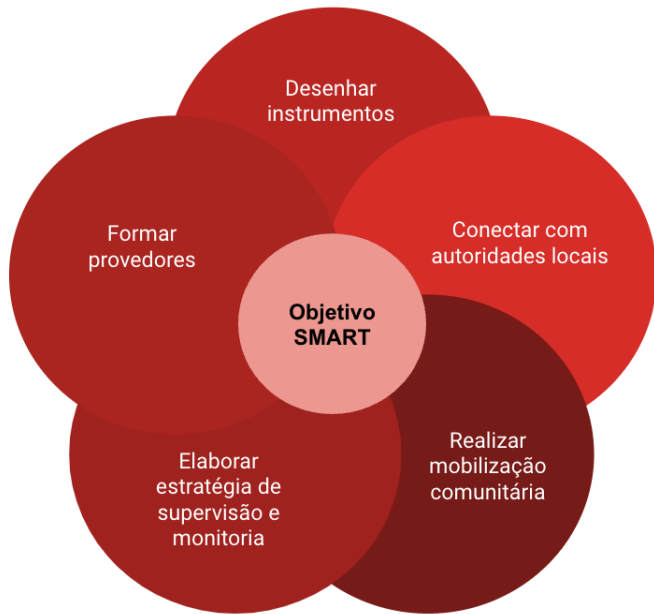 Desenhar
instrumentos
Conectar com
autoridades locais
Realizar
mobilização
comunitária
Elaborar
estratégia de
supervisão e
monitoria
Formar
provedores
Objetivo
SMART